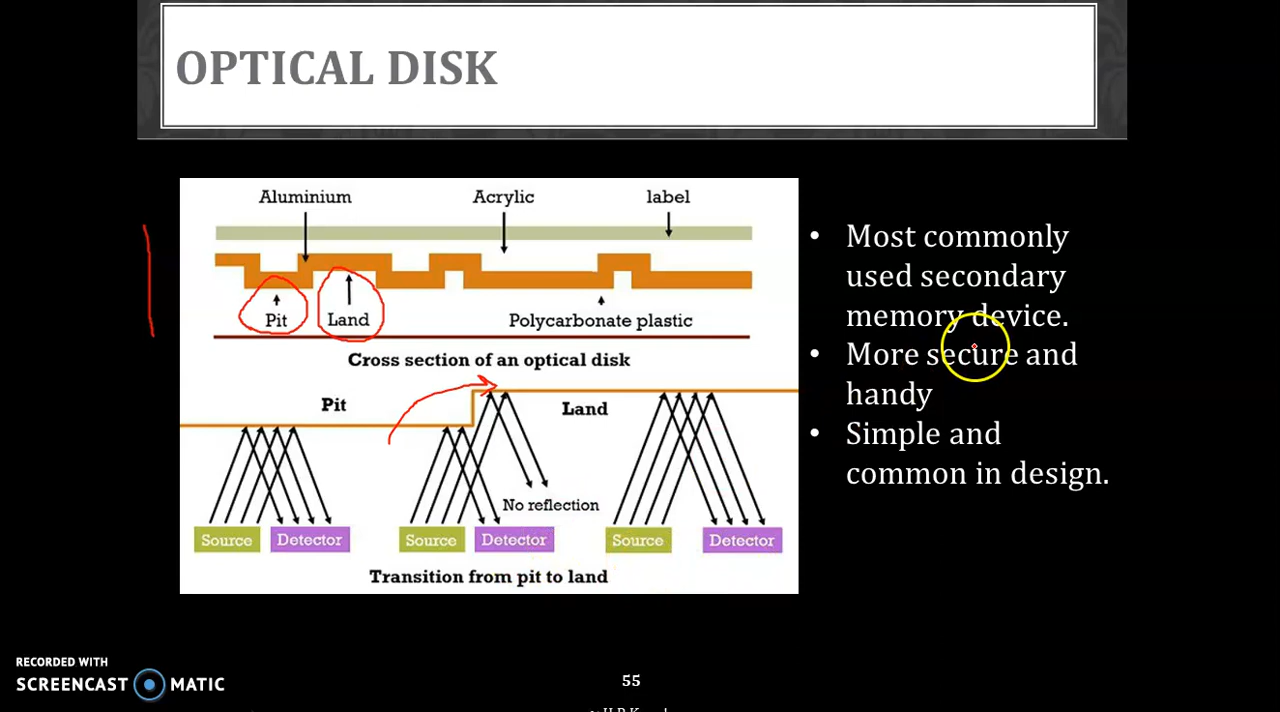 OPTICAL DISK
Aluminium Acrylic label
Pit Land Polycarbonate plastic
Cross section of an optical disk
Pit Land
No reflection
Source Detector Source Detector Source Detector
Transition from pit to land
• Most commonly
used secondary
memory device.
• More secure and
handy
• Simple and
common in design.
RECORDED WITH
SCREENCAST MATIC
55